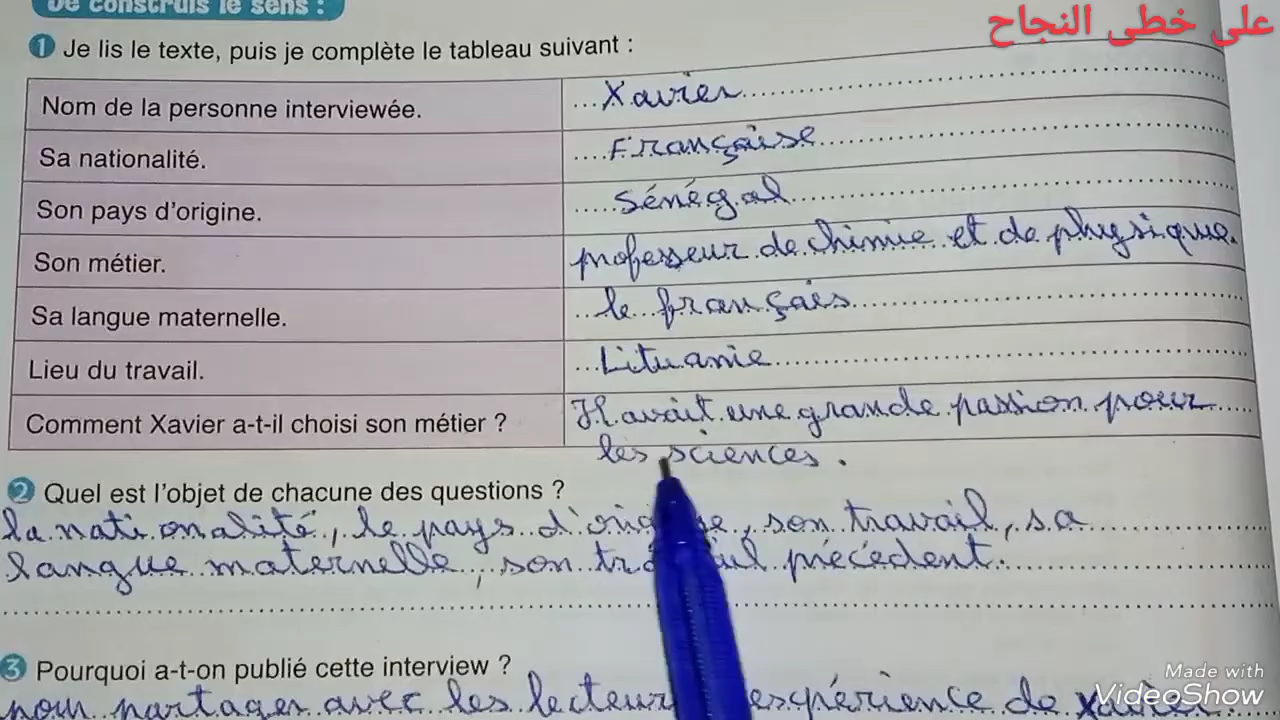 De construis le sens :
على خطى النجاح
1 Je lis le texte, puis je complète le tableau suivant :
Nom de la personne interviewée. ...Xavier
Sa nationalité. ....Française
Son pays d'origine. .....Sénégal
Son métier. professeur de chimie et de physique.
Sa langue maternelle. ..le français
Lieu du travail. ...Lituanie
Comment Xavier a-t-il choisi son métier ? Il avait une grande passion pour
les sciences.
2 Quel est l'objet de chacune des questions ?
la nationalité, le pays d'origine, son travail, sa
langue maternelle, son travail précédent.
3 Pourquoi a-t-on publié cette interview ?
pour partager avec les lecteurs expérience de Xavier
Made with
VideoShow